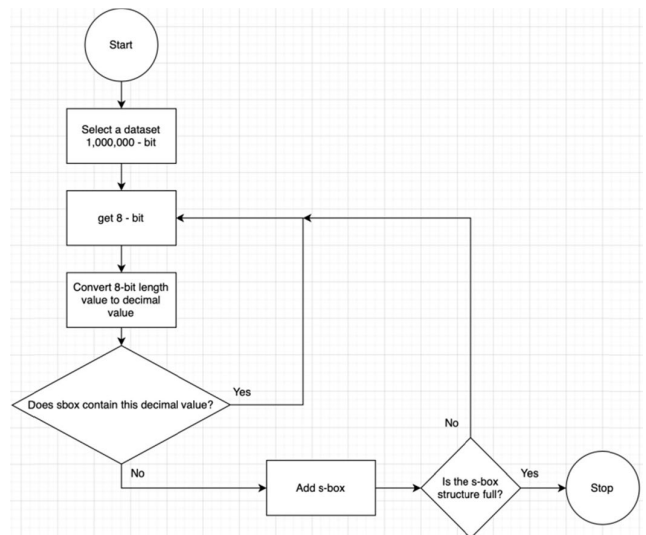 Start
Select a dataset
1,000,000 - bit
get 8 - bit
Convert 8-bit length
value to decimal
value
Does sbox contain this decimal value?
Yes
No
Add s-box
No
Is the s-box
structure full?
Yes
Stop